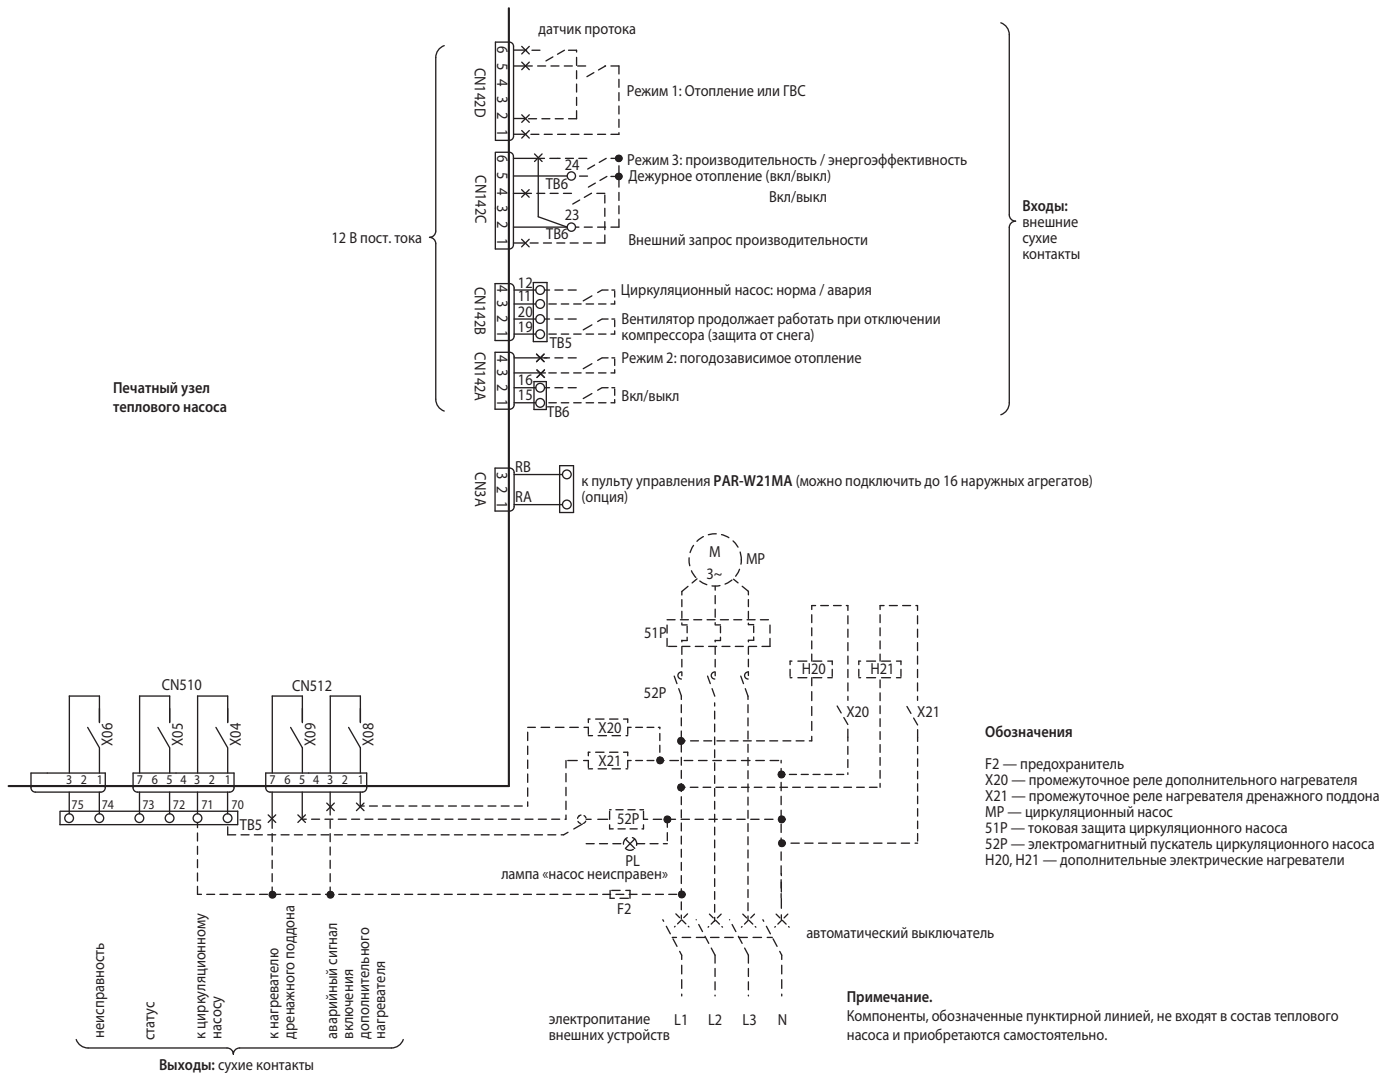 датчик протока
CN142D
6
5
4
3
2
1
Режим 1: Отопление или ГВС
CN142C
6
5
4
3
2
1
24
TB6
23
TB6
Режим 3: производительность / энергоэффективность
Дежурное отопление (вкл/выкл)
Вкл/выкл
Внешний запрос производительности
12 В пост. тока
Входы:
внешние
сухие
контакты
CN142B
4
3
2
1
12
11
20
19
TB5
Циркуляционный насос: норма / авария
Вентилятор продолжает работать при отключении
компрессора (защита от снега)
CN142A
4
3
2
1
16
15
TB6
Режим 2: погодозависимое отопление
Вкл/выкл
Печатный узел
теплового насоса
CN3A
3
2
1
RB
RA
к пульту управления PAR-W21MA (можно подключить до 16 наружных агрегатов)
(опция)
M
3~
MP
51P
52P
H20
H21
X20
X21
CN510
CN512
X06
X05
X04
X09
X08
X20
X21
52P
3 2 1
7 6 5 4 3 2 1
7 6 5 4 3 2 1
75 74 73 72 71 70
TB5
PL
лампа «насос неисправен»
F2
Обозначения
F2 — предохранитель
X20 — промежуточное реле дополнительного нагревателя
X21 — промежуточное реле нагревателя дренажного поддона
MP — циркуляционный насос
51P — токовая защита циркуляционного насоса
52P — электромагнитный пускатель циркуляционного насоса
H20, H21 — дополнительные электрические нагреватели
автоматический выключатель
неисправность
статус
к циркуляционному
насосу
к нагревателю
дренажного поддона
аварийный сигнал
включения
дополнительного
нагревателя
Выходы: сухие контакты
электропитание
внешних устройств
L1 L2 L3 N
Примечание.
Компоненты, обозначенные пунктирной линией, не входят в состав теплового
насоса и приобретаются самостоятельно.